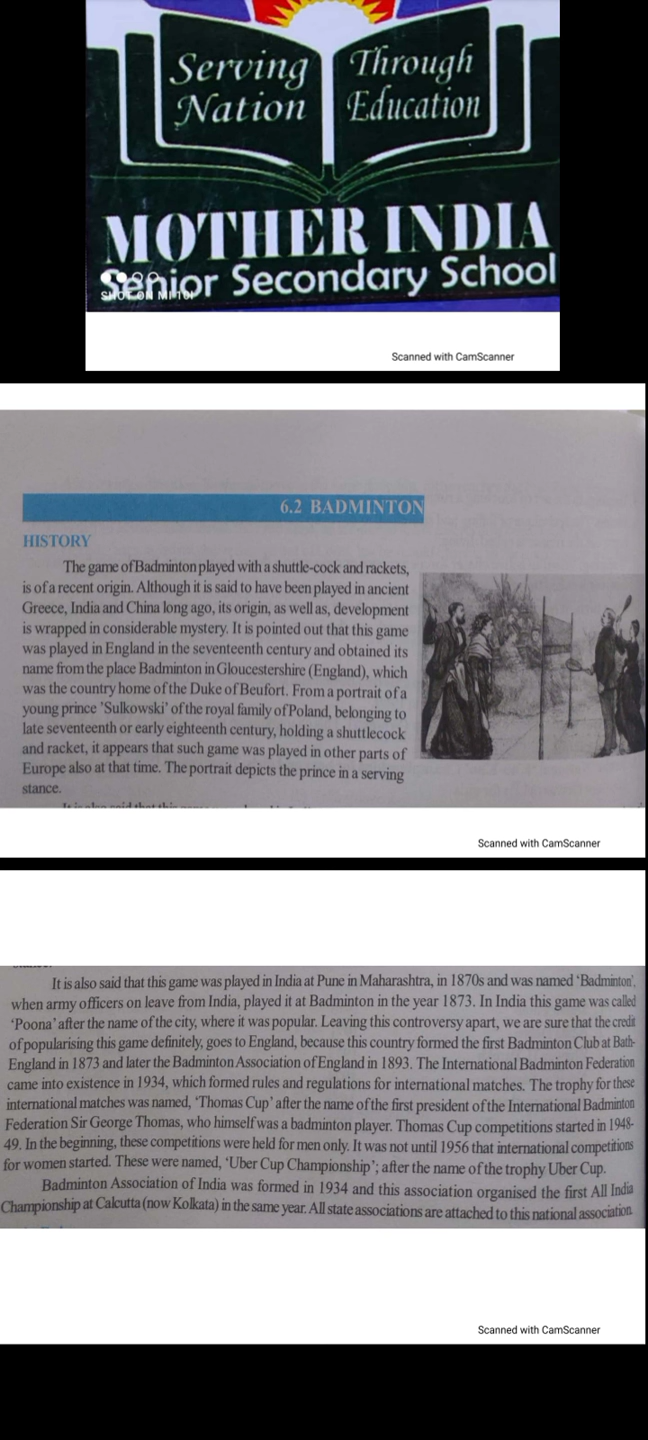 Serving Through
Nation Education
MOTHER INDIA
Senior Secondary School
SHOT ON MI 10I
Scanned with CamScanner
6.2 BADMINTON
HISTORY
The game of Badminton played with a shuttle-cock and rackets,
is of a recent origin. Although it is said to have been played in ancient
Greece, India and China long ago, its origin, as well as, development
is wrapped in considerable mystery. It is pointed out that this game
was played in England in the seventeenth century and obtained its
name from the place Badminton in Gloucestershire (England), which
was the country home of the Duke of Beufort. From a portrait of a
young prince 'Sulkowski' of the royal family of Poland, belonging to
late seventeenth or early eighteenth century, holding a shuttlecock
and racket, it appears that such game was played in other parts of
Europe also at that time. The portrait depicts the prince in a serving
stance.
It is also said that this
Scanned with CamScanner
It is also said that this game was played in India at Pune in Maharashtra, in 1870s and was named 'Badminton',
when army officers on leave from India, played it at Badminton in the year 1873. In India this game was called
'Poona' after the name of the city, where it was popular. Leaving this controversy apart, we are sure that the credit
of popularising this game definitely, goes to England, because this country formed the first Badminton Club at Bath-
England in 1873 and later the Badminton Association of England in 1893. The International Badminton Federation
came into existence in 1934, which formed rules and regulations for international matches. The trophy for these
international matches was named, 'Thomas Cup' after the name of the first president of the International Badminton
Federation Sir George Thomas, who himself was a badminton player. Thomas Cup competitions started in 1948-
49. In the beginning, these competitions were held for men only. It was not until 1956 that international competitions
for women started. These were named, 'Uber Cup Championship'; after the name of the trophy Uber Cup.
Badminton Association of India was formed in 1934 and this association organised the first All India
Championship at Calcutta (now Kolkata) in the same year. All state associations are attached to this national association.
Scanned with CamScanner